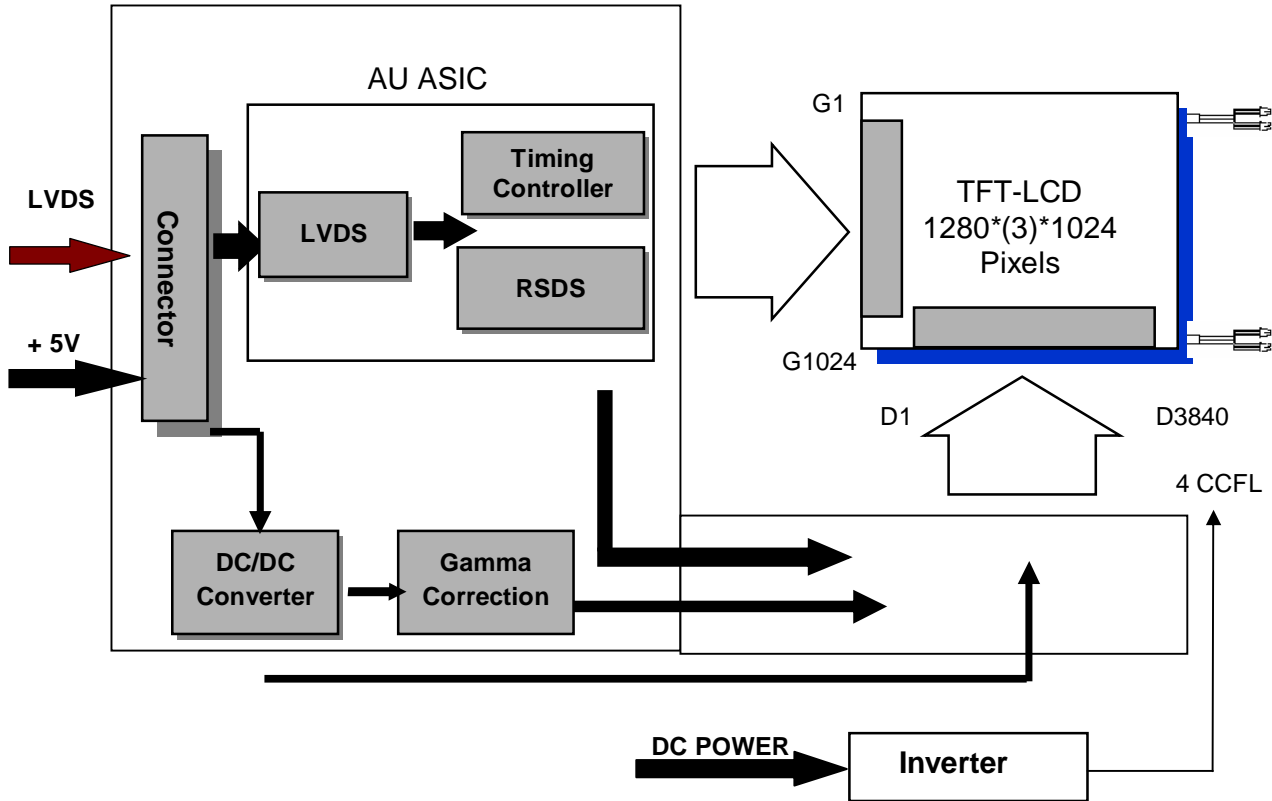 AU ASIC
G1
Timing
Controller
TFT-LCD
1280*(3)*1024
Pixels
LVDS
Connector
LVDS
RSDS
+ 5V
G1024
D1
D3840
4 CCFL
DC/DC
Converter
Gamma
Correction
DC POWER
Inverter